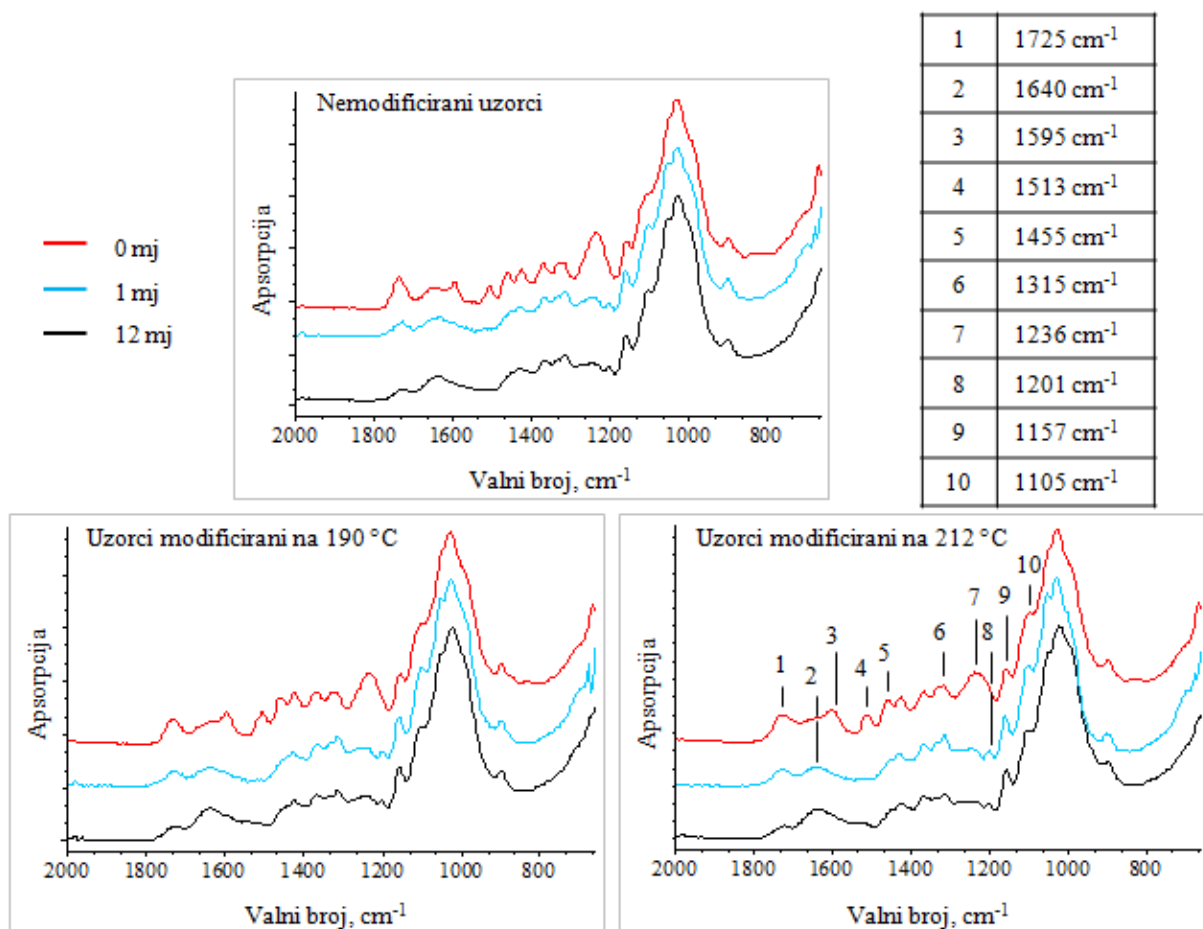 Nemodificirani uzorci
0 mj
1 mj
12 mj
Apsorpcija
2000 1800 1600 1400 1200 1000 800
Valni broj, cm⁻¹
1 1725 cm⁻¹
2 1640 cm⁻¹
3 1595 cm⁻¹
4 1513 cm⁻¹
5 1455 cm⁻¹
6 1315 cm⁻¹
7 1236 cm⁻¹
8 1201 cm⁻¹
9 1157 cm⁻¹
10 1105 cm⁻¹
Uzorci modificirani na 190 °C
Apsorpcija
2000 1800 1600 1400 1200 1000 800
Valni broj, cm⁻¹
Uzorci modificirani na 212 °C
Apsorpcija
1 2 3 4 5 6 7 8 9 10
2000 1800 1600 1400 1200 1000 800
Valni broj, cm⁻¹